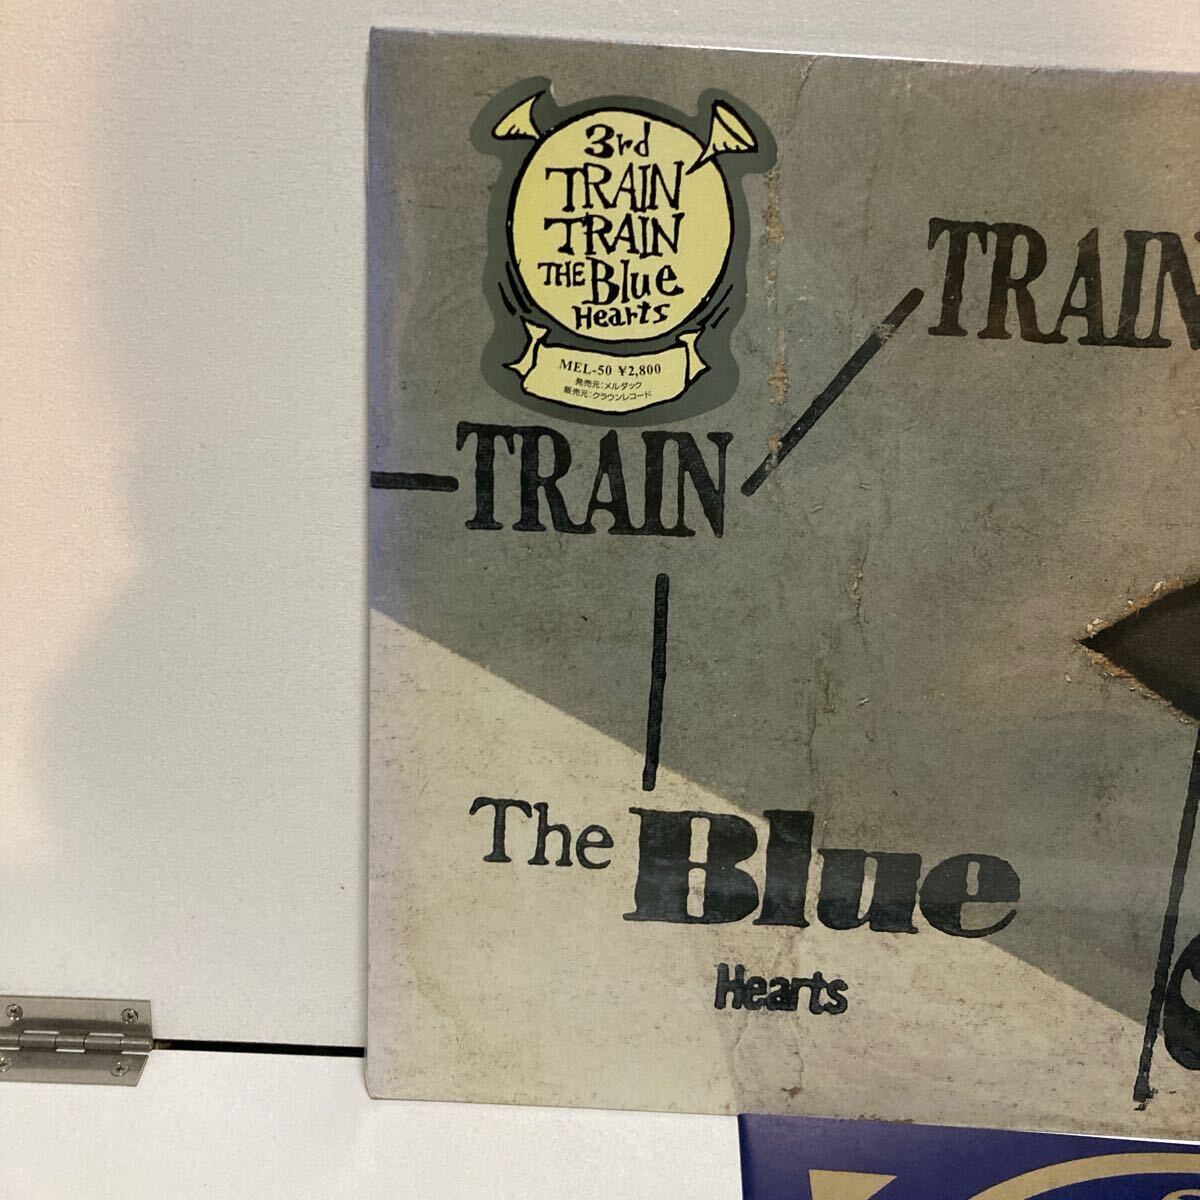 3rd
TRAIN
TRAIN
THE Blue
Hearts
MEL-50 ¥2,800
発売元:メルダック
販売元:クラウンレコード
TRAIN
TRAIN
The Blue
Hearts